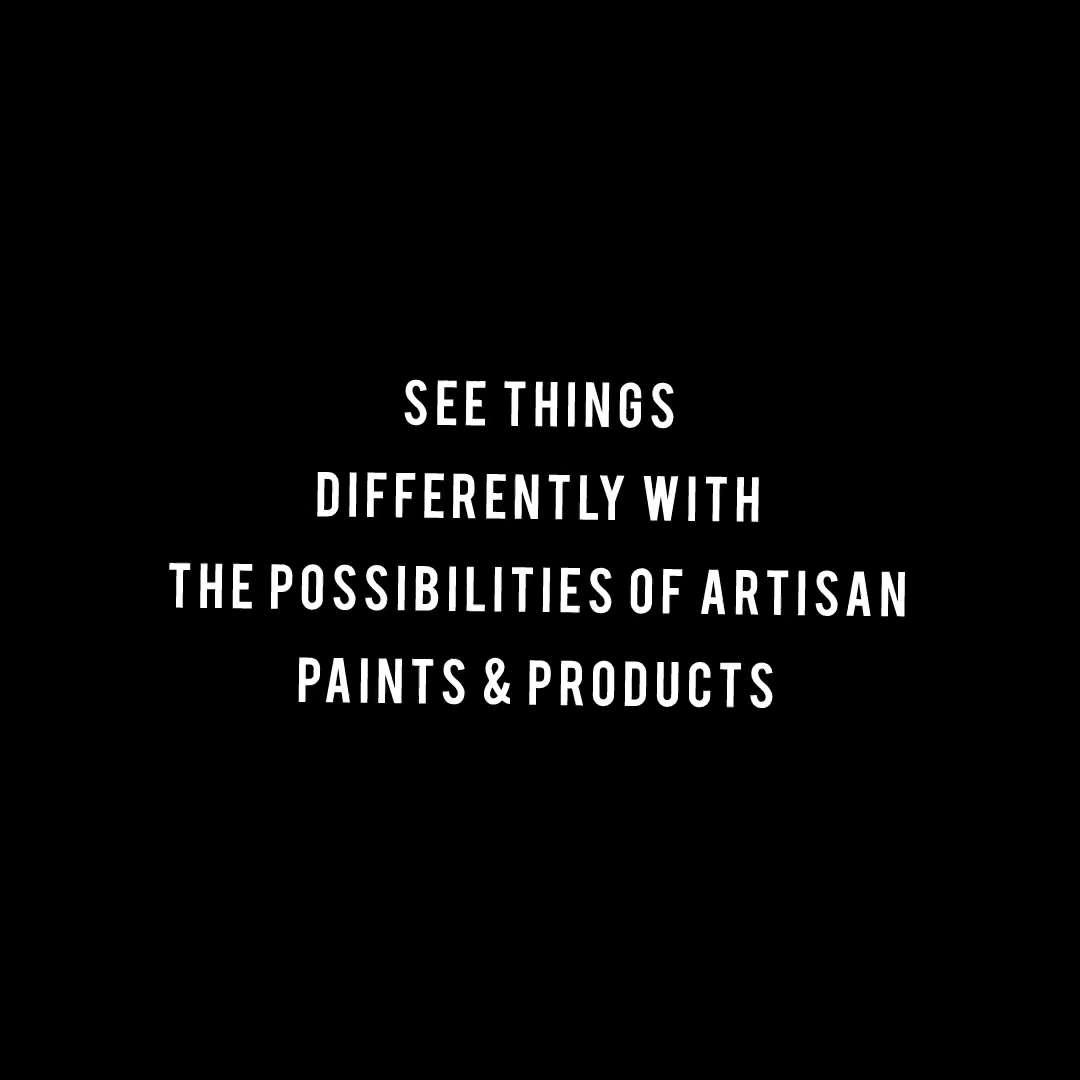 SEE THINGS
DIFFERENTLY WITH
THE POSSIBILITIES OF ARTISAN
PAINTS & PRODUCTS